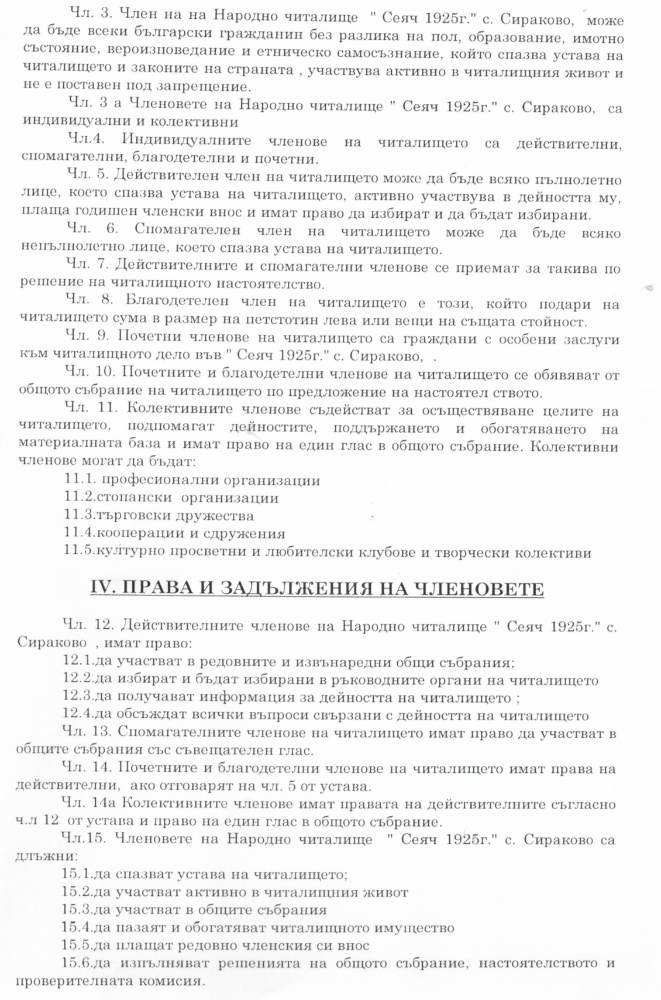 Чл. 3. Член на на Народно читалище " Сеяч 1925г." с. Сираково, може
да бъде всеки български гражданин без разлика на пол, образование, имотно
състояние, вероизповедание и етническо самосъзнание, който спазва устава на
читалището и законите на страната , участвува активно в читалищния живот и
не е поставен под запрещение.
Чл. 3 а Членовете на Народно читалище " Сеяч 1925г." с. Сираково, са
индивидуални и колективни
Чл.4. Индивидуалните членове на читалището са действителни,
спомагателни, благодетелни и почетни.
Чл. 5. Действителен член на читалището може да бъде всяко пълнолетно
лице, което спазва устава на читалището, активно участвува в дейността му,
плаща годишен членски внос и имат право да избират и да бъдат избирани.
Чл. 6. Спомагателен член на читалището може да бъде всяко
непълнолетно лице, което спазва устава на читалището.
Чл. 7. Действителните и спомагателни членове се приемат за такива по
решение на читалищното настоятелство.
Чл. 8. Благодетелен член на читалището е този, който подари на
читалището сума в размер на петстотин лева или вещи на същата стойност.
Чл. 9. Почетни членове на читалището са граждани с особени заслуги
към читалищното дело във " Сеяч 1925г." с. Сираково, .
Чл. 10. Почетните и благодетелни членове на читалището се обявяват от
общото събрание на читалището по предложение на настоятел ството.
Чл. 11. Колективните членове съдействат за осъществяване целите на
читалището, подпомагат дейностите, поддържането и обогатяването на
материалната база и имат право на един глас в общото събрание. Колективни
членове могат да бъдат:
11.1. професионални организации
11.2.стопански организации
11.3.търговски дружества
11.4.кооперации и сдружения
11.5.културно просветни и любителски клубове и творчески колективи
IV. ПРАВА И ЗАДЪЛЖЕНИЯ НА ЧЛЕНОВЕТЕ
Чл. 12. Действителните членове на Народно читалище " Сеяч 1925г." с.
Сираково , имат право:
12.1.да участват в редовните и извънаредни общи събрания;
12.2.да избират и бъдат избирани в ръководните органи на читалището
12.3.да получават информация за дейността на читалището ;
12.4.да обсъждат всички въпроси свързани с дейността на читалището
Чл. 13. Спомагателните членове на читалището имат право да участват в
общите събрания със съвещателен глас.
Чл. 14. Почетните и благодетелни членове на читалището имат права на
действителни, ако отговарят на чл. 5 от устава.
Чл. 14а Колективните членове имат правата на действителните съгласно
ч.л 12 от устава и право на един глас в общото събрание.
Чл.15. Членовете на Народно читалище " Сеяч 1925г." с. Сираково са
длъжни:
15.1.да спазват устава на читалището;
15.2.да участват активно в читалищния живот
15.3.да участват в общите събрания
15.4.да пазаят и обогатяват читалищното имущество
15.5.да плащат редовно членския си внос
15.6.да изпълняват решенията на общото събрание, настоятелството и
проверителната комисия.